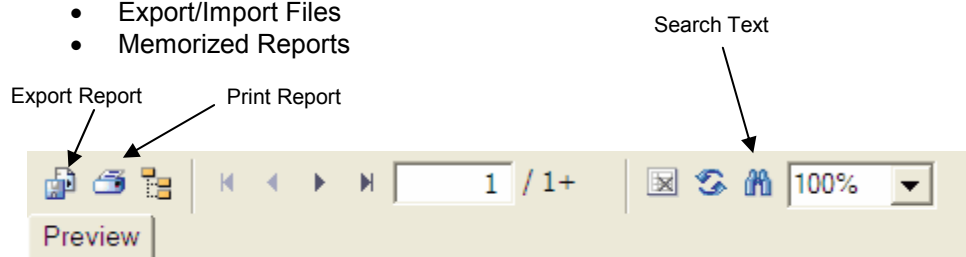 • Export/Import Files
• Memorized Reports
Search Text
Export Report
Print Report
1 / 1+
100%
Preview